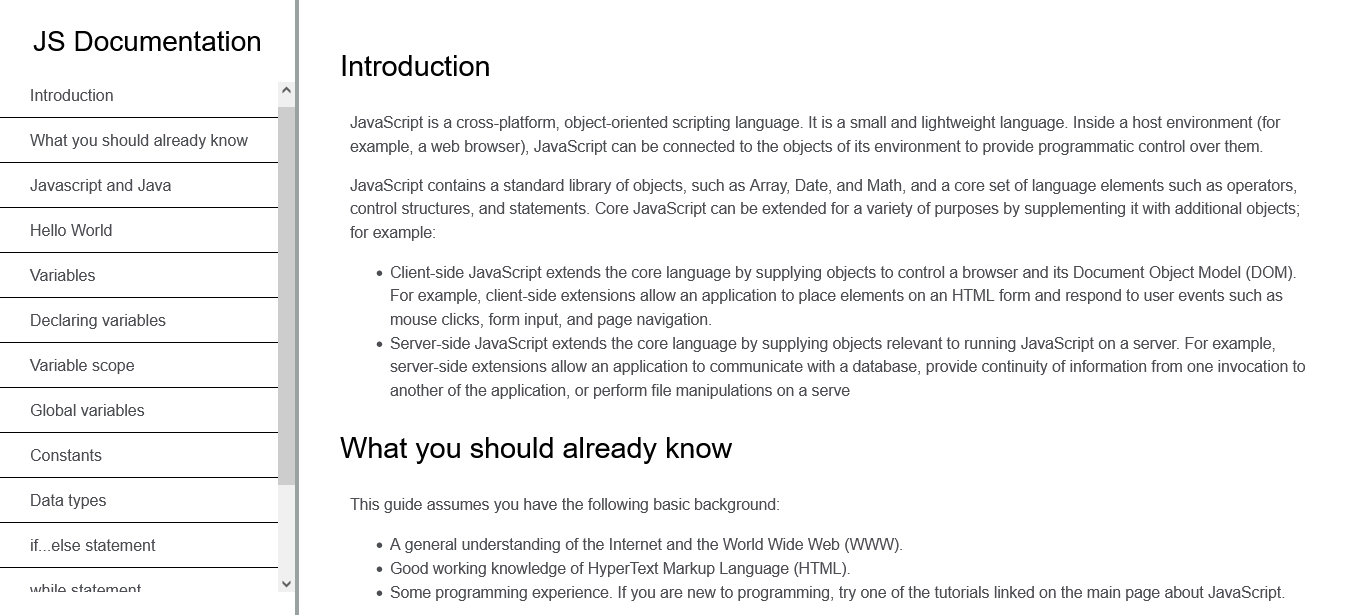 JS Documentation
Introduction
What you should already know
Javascript and Java
Hello World
Variables
Declaring variables
Variable scope
Global variables
Constants
Data types
if...else statement
while statement
Introduction
JavaScript is a cross-platform, object-oriented scripting language. It is a small and lightweight language. Inside a host environment (for
example, a web browser), JavaScript can be connected to the objects of its environment to provide programmatic control over them.
JavaScript contains a standard library of objects, such as Array, Date, and Math, and a core set of language elements such as operators,
control structures, and statements. Core JavaScript can be extended for a variety of purposes by supplementing it with additional objects;
for example:
• Client-side JavaScript extends the core language by supplying objects to control a browser and its Document Object Model (DOM).
For example, client-side extensions allow an application to place elements on an HTML form and respond to user events such as
mouse clicks, form input, and page navigation.
• Server-side JavaScript extends the core language by supplying objects relevant to running JavaScript on a server. For example,
server-side extensions allow an application to communicate with a database, provide continuity of information from one invocation to
another of the application, or perform file manipulations on a serve
What you should already know
This guide assumes you have the following basic background:
• A general understanding of the Internet and the World Wide Web (WWW).
• Good working knowledge of HyperText Markup Language (HTML).
• Some programming experience. If you are new to programming, try one of the tutorials linked on the main page about JavaScript.